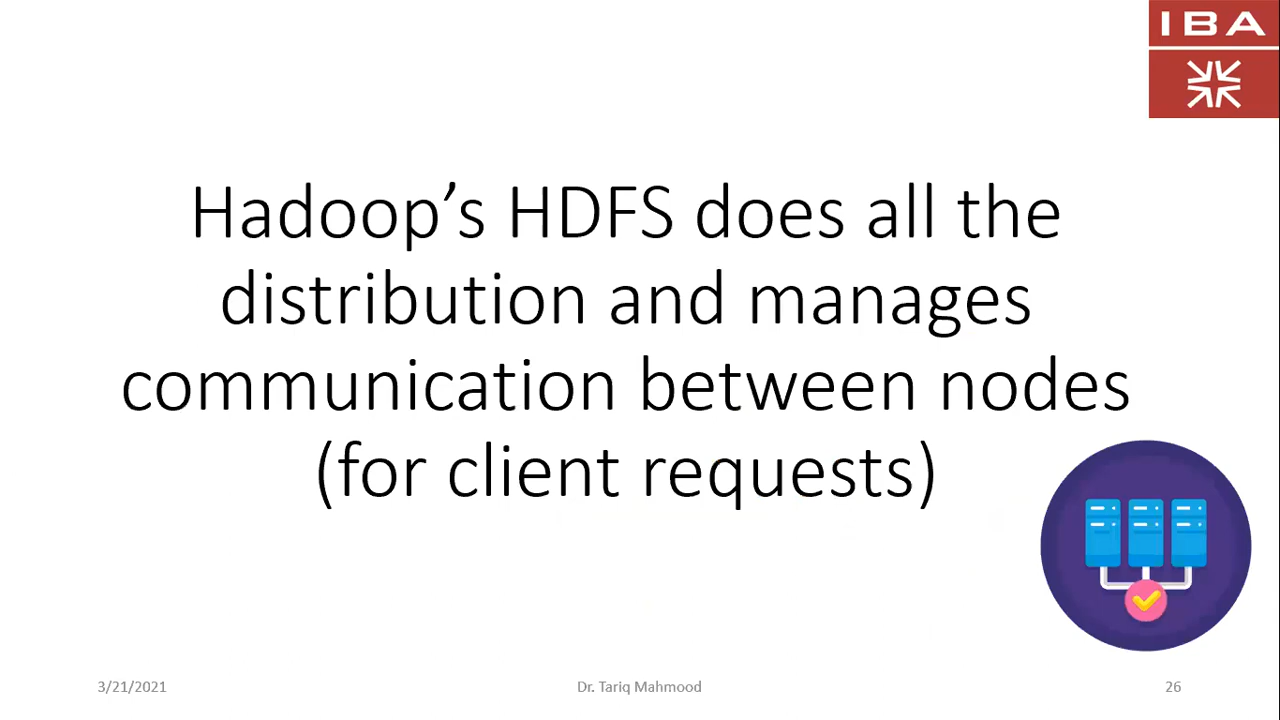 IBA
Hadoop’s HDFS does all the
distribution and manages
communication between nodes
(for client requests)
3/21/2021
Dr. Tariq Mahmood
26